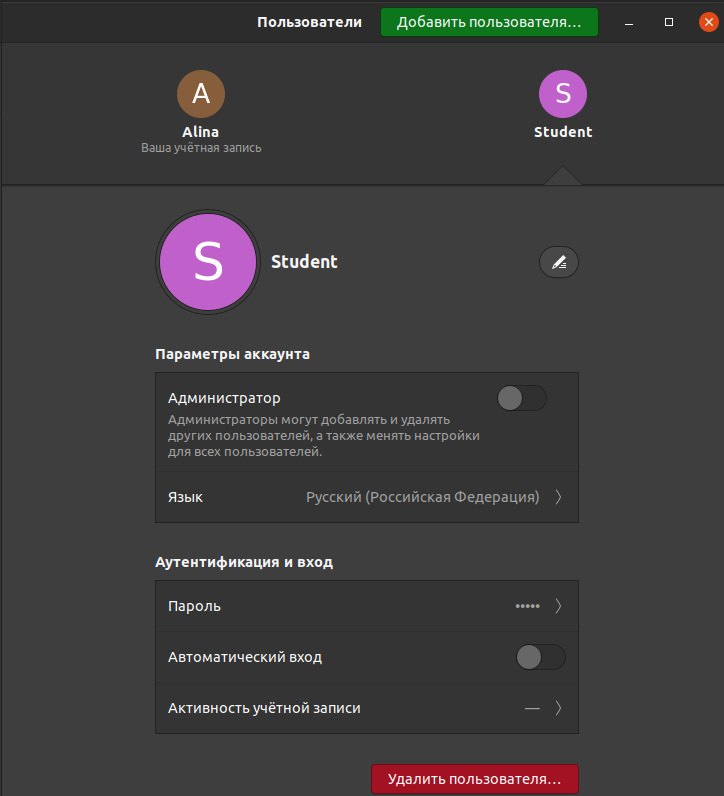 Пользователи
Добавить пользователя...
A
S
Alina
Student
Ваша учётная запись
S
Student
Параметры аккаунта
Администратор
Администраторы могут добавлять и удалять
других пользователей, а также менять настройки
для всех пользователей.
Язык Русский (Российская Федерация)
Аутентификация и вход
Пароль •••••
Автоматический вход
Активность учётной записи —
Удалить пользователя...